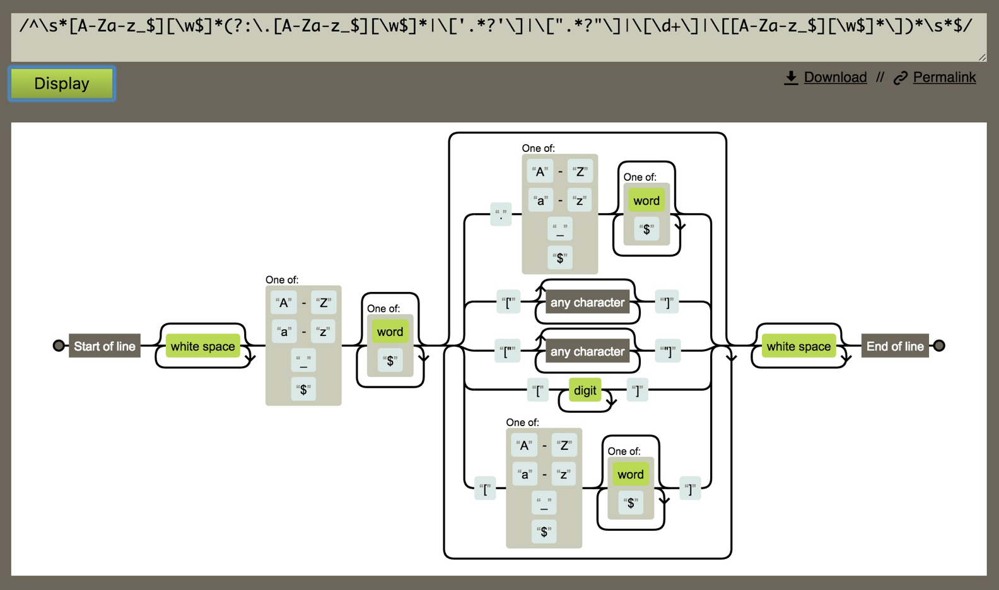 /^\s*[A-Za-z_$][\w$]*(?:\.[A-Za-z_$][\w$]*|\['.*?'\]|\[".*?"\]|\[\d+\]|\[[A-Za-z_$][\w$]*\])*\s*$/
Display
Download // Permalink
One of:
“A” - “Z”
“a” - “z”
“_”
“$”
“.”
One of:
word
“$”
“['”
any character
“']”
“["”
any character
“"]”
“[”
digit
“]”
One of:
“A” - “Z”
“a” - “z”
“_”
“$”
“[”
One of:
word
“$”
“]”
Start of line
white space
One of:
“A” - “Z”
“a” - “z”
“_”
“$”
One of:
word
“$”
white space
End of line